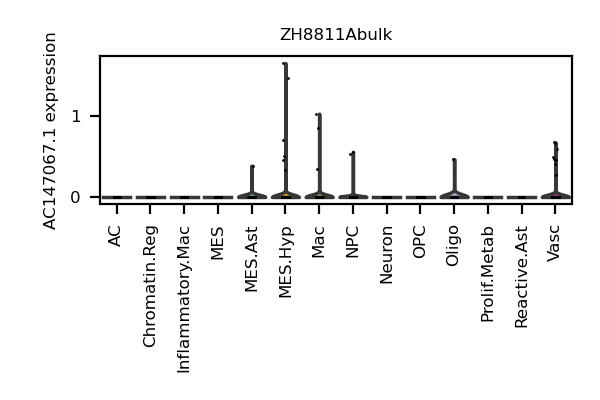 ZH8811Abulk
AC147067.1 expression
1
0
AC
Chromatin.Reg
Inflammatory.Mac
MES
MES.Ast
MES.Hyp
Mac
NPC
Neuron
OPC
Oligo
Prolif.Metab
Reactive.Ast
Vasc